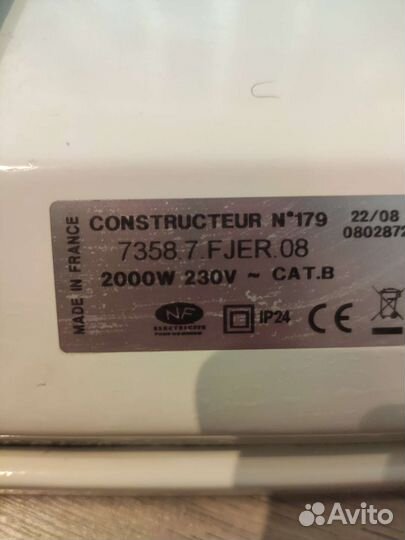 MADE IN FRANCE
CONSTRUCTEUR N°179 22/08
7358.7.FJER.08 0802872
2000W 230V ~ CAT.B
NF
ELECTRICITE
IP24 CE
Avito